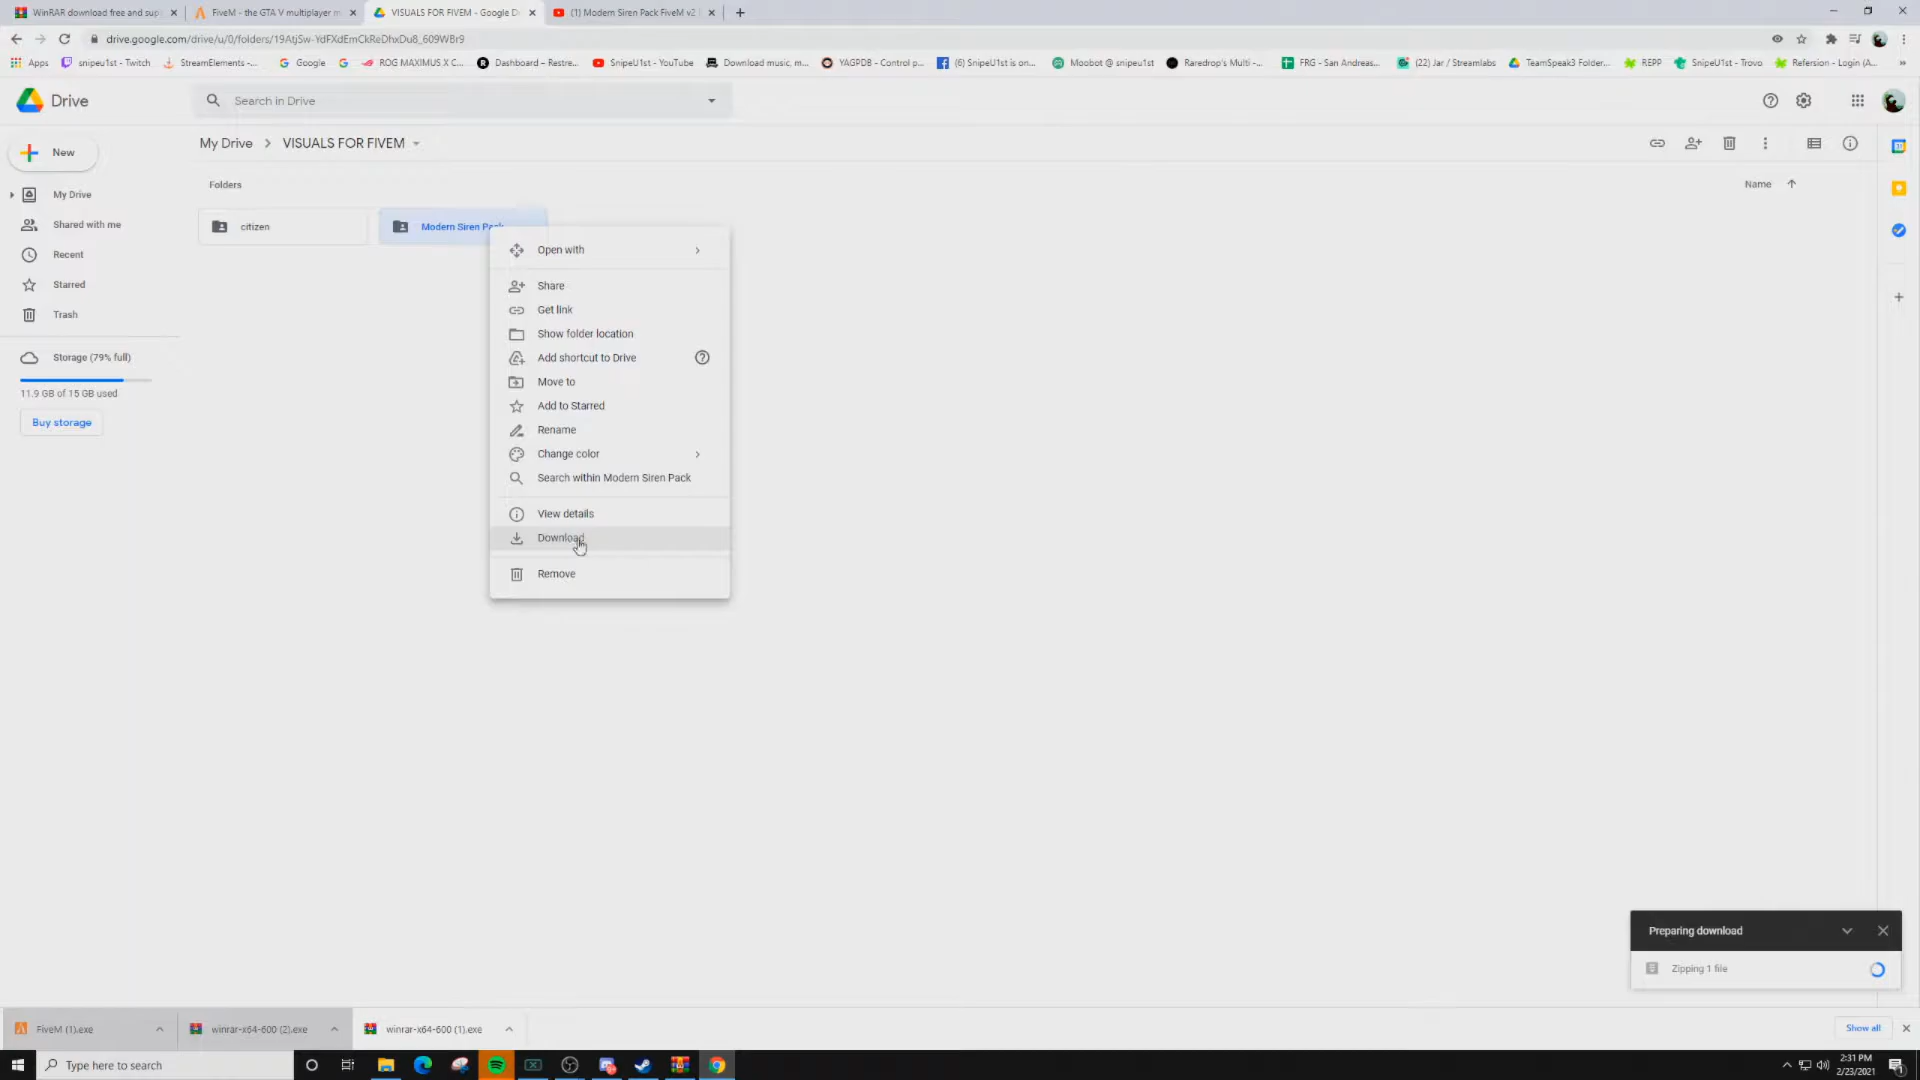 WinRAR download free and sup
FiveM - the GTA V multiplayer m
VISUALS FOR FIVEM - Google D
(1) Modern Siren Pack FiveM v2
drive.google.com/drive/u/0/folders/19AtjSw-YdFXdEmCkReDhxDu8_609WBr9
Apps
snipeu1st - Twitch
StreamElements -...
Google
ROG MAXIMUS X C...
Dashboard – Restre...
SnipeU1st - YouTube
Download music, m...
YAGPDB - Control p...
(6) SnipeU1st is on...
Moobot @ snipeu1st
Raredrop's Multi -...
FRG - San Andreas...
(22) Jar / Streamlabs
TeamSpeak3 Folder...
REPP
SnipeU1st - Trovo
Refersion - Login (A...
Drive
Search in Drive
New
My Drive
VISUALS FOR FIVEM
My Drive
Shared with me
Recent
Starred
Trash
Storage (79% full)
11.9 GB of 15 GB used
Buy storage
Folders
Name
citizen
Modern Siren Pack
Open with
Share
Get link
Show folder location
Add shortcut to Drive
Move to
Add to Starred
Rename
Change color
Search within Modern Siren Pack
View details
Download
Remove
Preparing download
Zipping 1 file
FiveM (1).exe
winrar-x64-600 (2).exe
winrar-x64-600 (1).exe
Show all
Type here to search
2:31 PM
2/23/2021